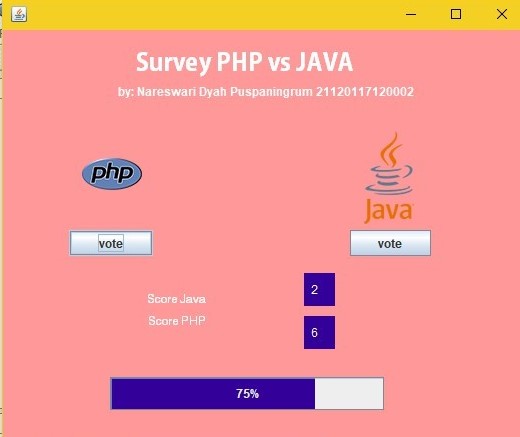 Survey PHP vs JAVA
by: Nareswari Dyah Puspaningrum 21120117120002
php
Java
vote
vote
Score Java 2
Score PHP 6
75%